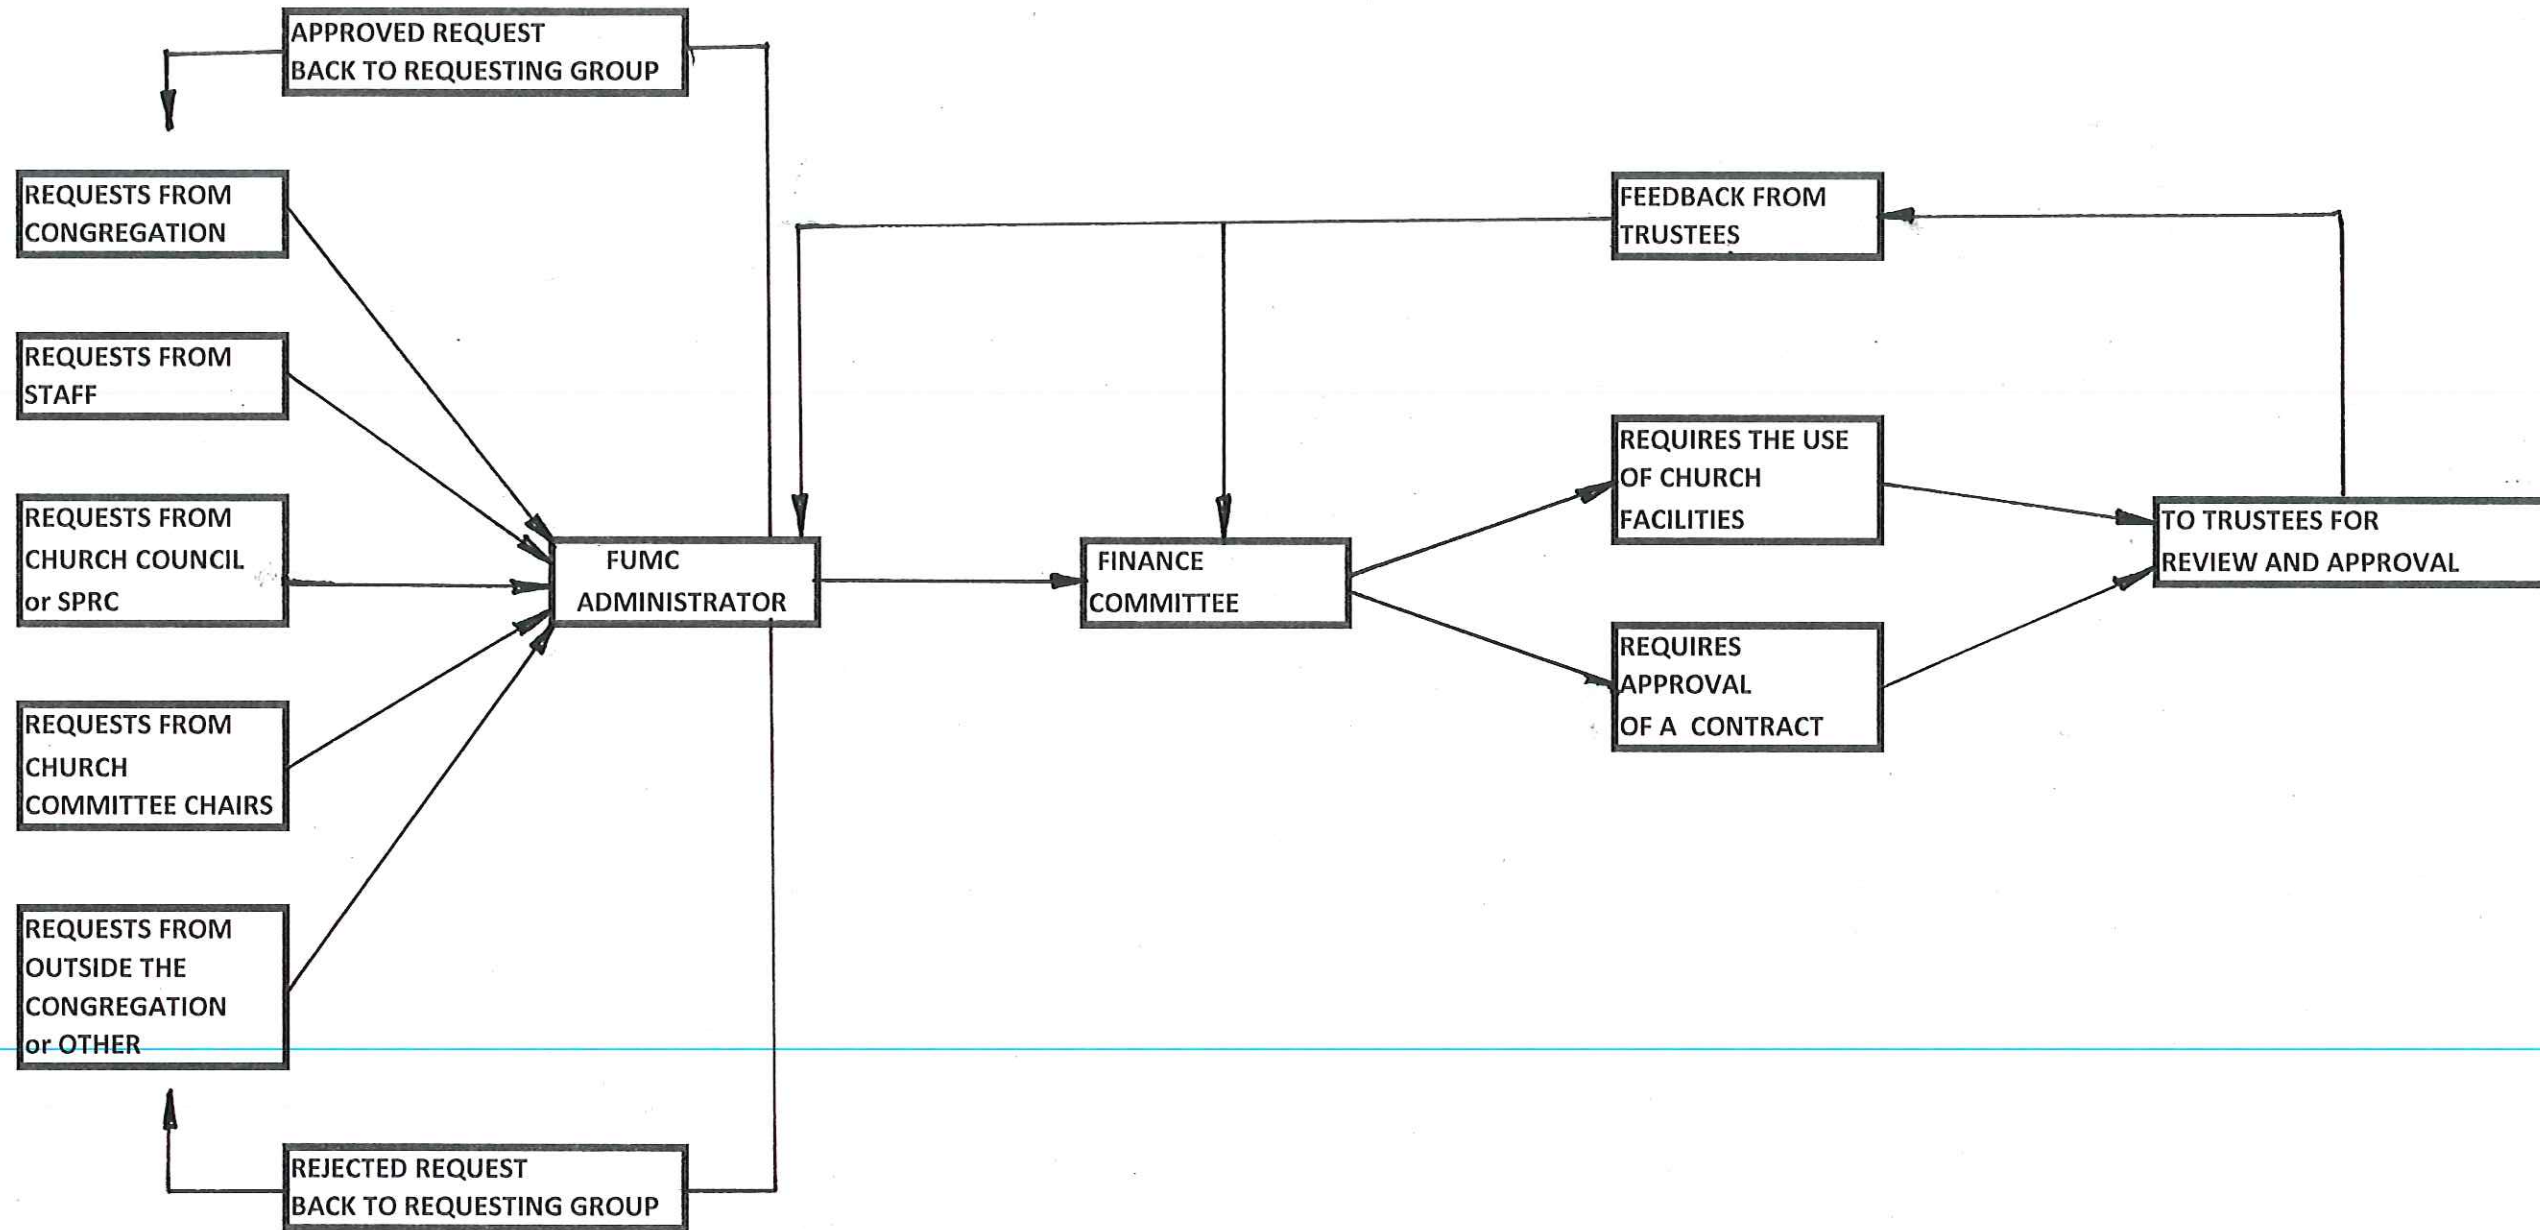 APPROVED REQUEST
BACK TO REQUESTING GROUP
REQUESTS FROM
CONGREGATION
REQUESTS FROM
STAFF
REQUESTS FROM
CHURCH COUNCIL
or SPRC
REQUESTS FROM
CHURCH
COMMITTEE CHAIRS
REQUESTS FROM
OUTSIDE THE
CONGREGATION
or OTHER
REJECTED REQUEST
BACK TO REQUESTING GROUP
FUMC
ADMINISTRATOR
FINANCE
COMMITTEE
FEEDBACK FROM
TRUSTEES
REQUIRES THE USE
OF CHURCH
FACILITIES
REQUIRES
APPROVAL
OF A CONTRACT
TO TRUSTEES FOR
REVIEW AND APPROVAL